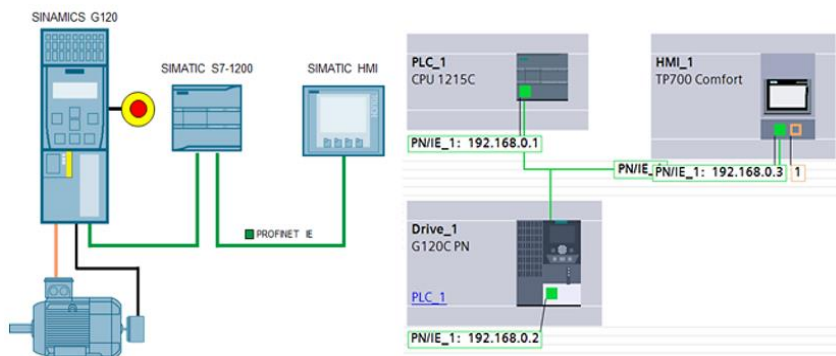 SINAMICS G120
SIMATIC S7-1200
SIMATIC HMI
PROFINET IE
PLC_1
CPU 1215C
PN/IE_1: 192.168.0.1
HMI_1
TP700 Comfort
PN/IE_
PN/IE_1: 192.168.0.3
1
Drive_1
G120C PN
PLC_1
PN/IE_1: 192.168.0.2